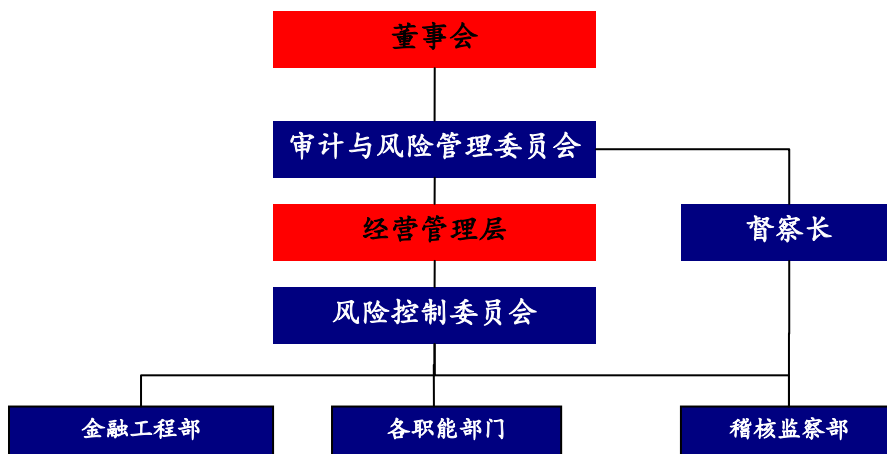 董事会
审计与风险管理委员会
经营管理层
督察长
风险控制委员会
金融工程部
各职能部门
稽核监察部